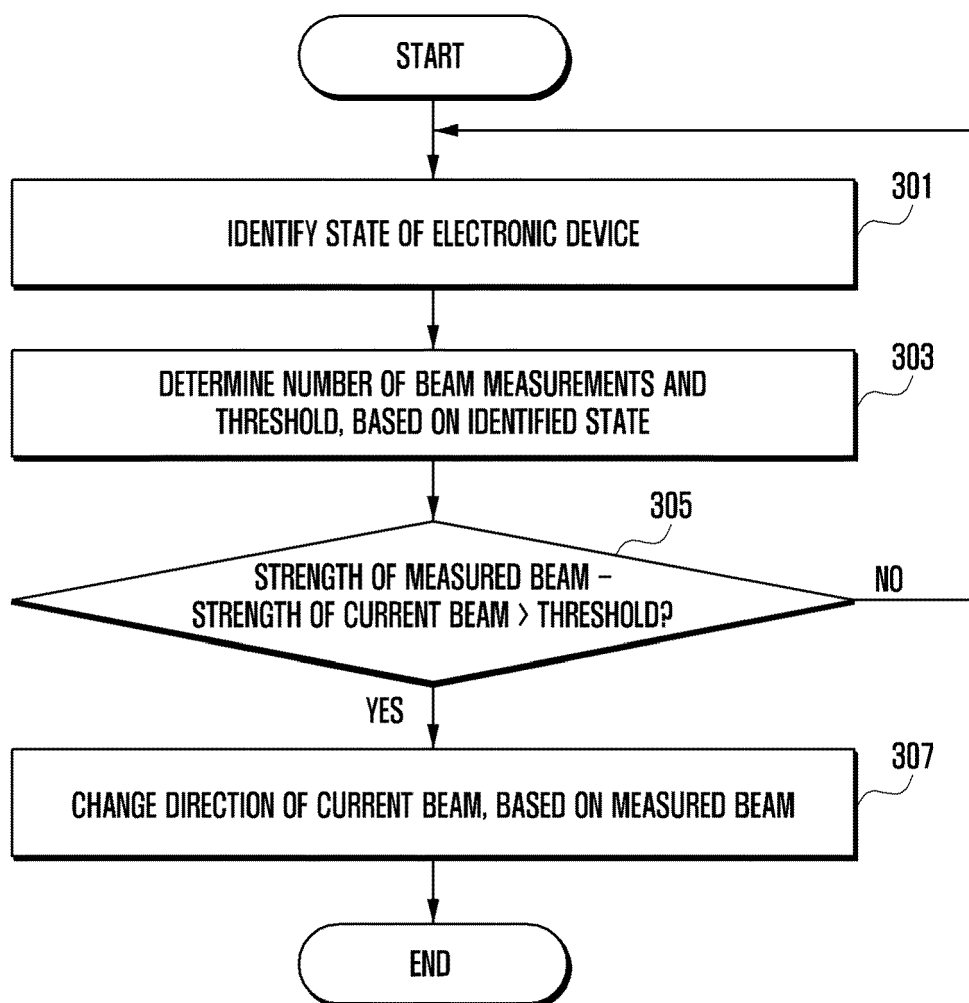 START
301
IDENTIFY STATE OF ELECTRONIC DEVICE
303
DETERMINE NUMBER OF BEAM MEASUREMENTS AND
THRESHOLD, BASED ON IDENTIFIED STATE
305
STRENGTH OF MEASURED BEAM –
STRENGTH OF CURRENT BEAM > THRESHOLD?
NO
YES
307
CHANGE DIRECTION OF CURRENT BEAM, BASED ON MEASURED BEAM
END